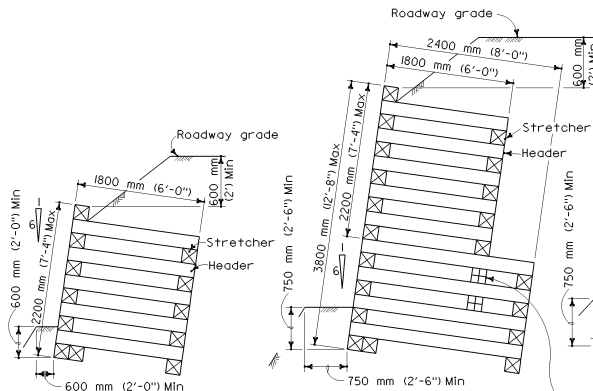 Roadway grade
2400 mm (8'-0")
1800 mm (6'-0")
600 mm
(2') Min
Stretcher
Header
2200 mm (7'-4") Max
3800 mm (12'-8") Max
1
6
750 mm (2'-6") Min
750 mm (2'-6") Min
750 mm (2'-6") Min
Roadway grade
1800 mm (6'-0")
600 mm
(2') Min
Stretcher
Header
1
6
600 mm (2'-0") Min
2200 mm (7'-4") Max
600 mm (2'-0") Min